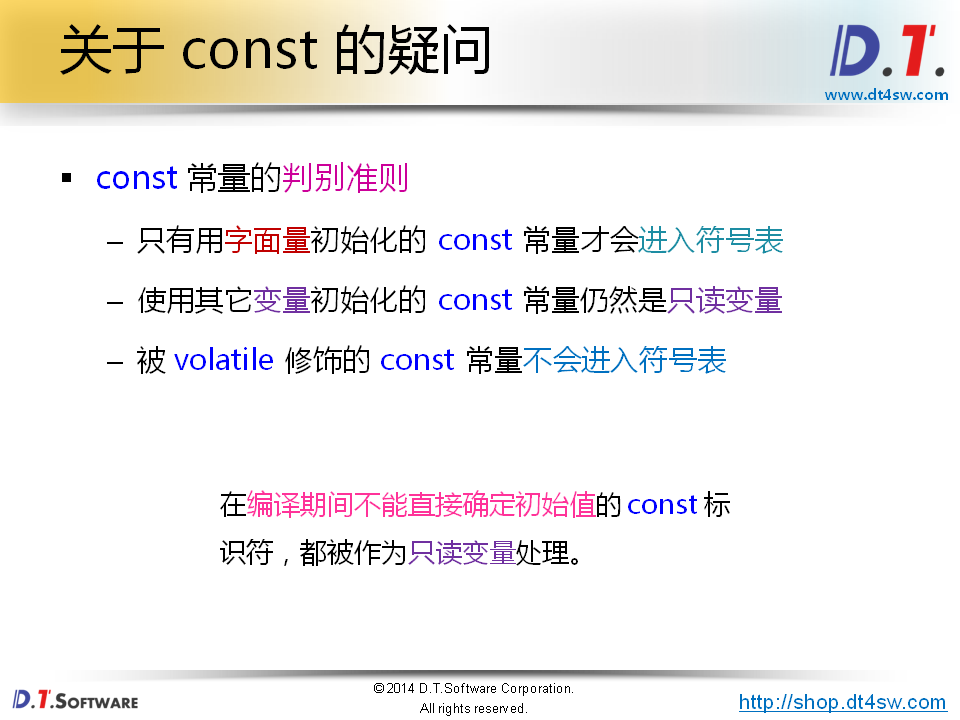 关于 const 的疑问
D.T.
www.dt4sw.com
▪ const 常量的判别准则
– 只有用字面量初始化的 const 常量才会进入符号表
– 使用其它变量初始化的 const 常量仍然是只读变量
– 被 volatile 修饰的 const 常量不会进入符号表
在编译期间不能直接确定初始值的 const 标
识符，都被作为只读变量处理。
D.T.SOFTWARE
©2014 D.T.Software Corporation.
All rights reserved.
http://shop.dt4sw.com